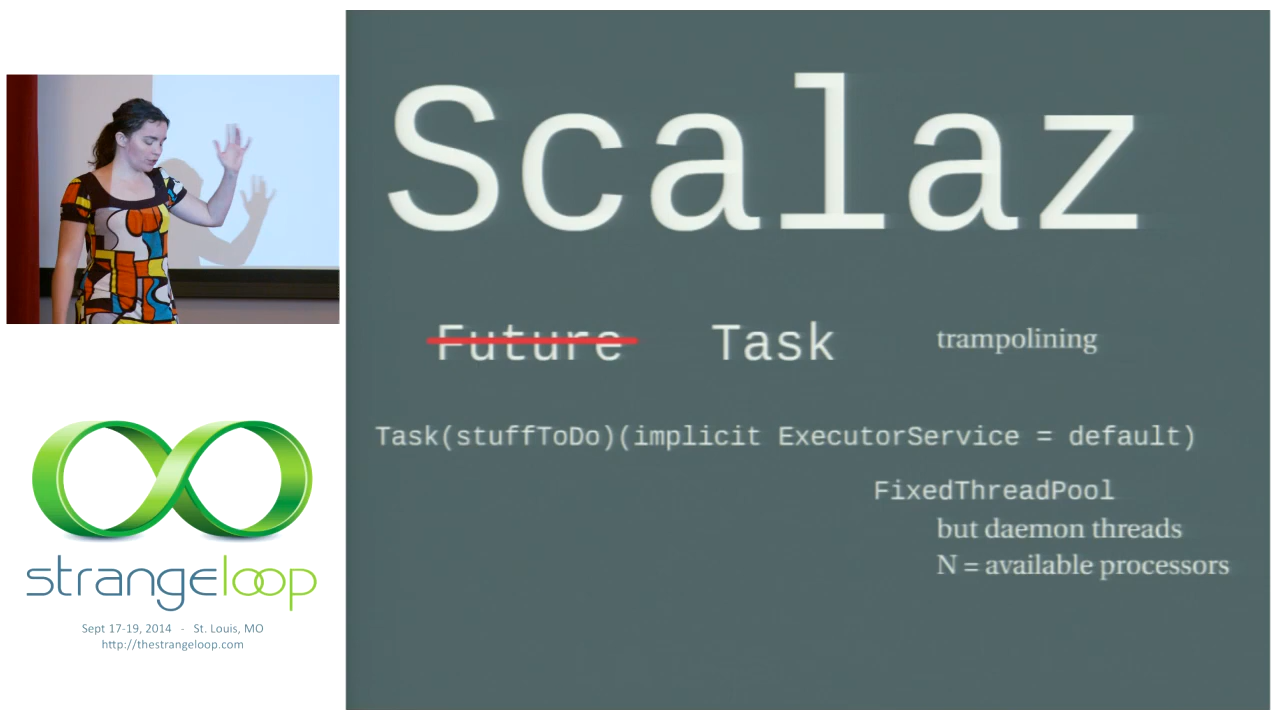 Scalaz
Future Task trampolining
Task(stuffToDo)(implicit ExecutorService = default)
FixedThreadPool
but daemon threads
N = available processors
strangeloop
Sept 17-19, 2014 - St. Louis, MO
http://thestrangeloop.com